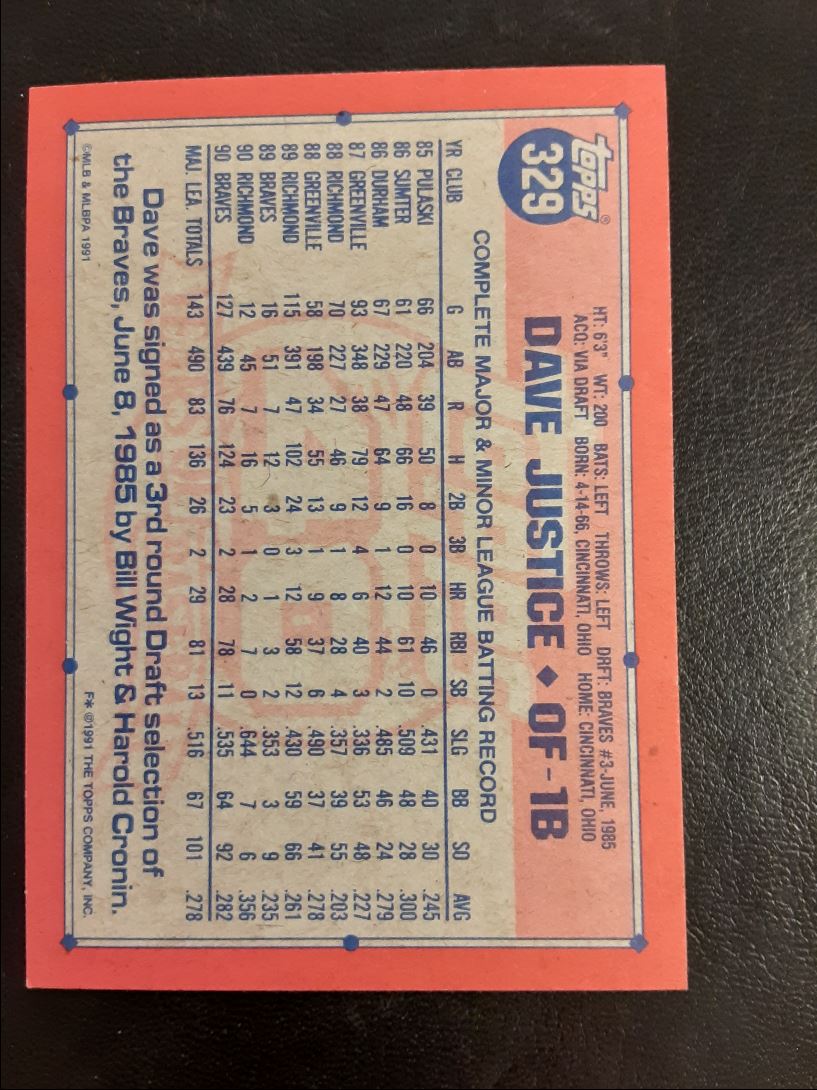 topps®
329
HT: 6'3" WT: 200 BATS: LEFT THROWS: LEFT DRFT: BRAVES #3-JUNE, 1985
ACQ: VIA DRAFT BORN: 4-14-66, CINCINNATI, OHIO HOME: CINCINNATI, OHIO
DAVE JUSTICE ◆ OF-1B
COMPLETE MAJOR & MINOR LEAGUE BATTING RECORD
YR CLUB G AB R H 2B 3B HR RBI SB SLG BB SO AVG
85 PULASKI 66 204 39 50 8 0 10 46 0 .431 40 30 .245
86 SUMTER 61 220 48 66 16 0 10 61 10 .509 48 28 .300
86 DURHAM 67 229 47 64 9 1 12 44 2 .485 46 24 .279
87 GREENVILLE 93 348 38 79 12 4 6 40 3 .336 53 48 .227
88 RICHMOND 70 227 27 46 9 1 8 28 4 .357 39 55 .203
88 GREENVILLE 58 198 34 55 13 1 9 37 6 .490 37 41 .278
89 RICHMOND 115 391 47 102 24 3 12 58 12 .430 59 66 .261
89 BRAVES 16 51 7 12 3 0 1 3 2 .353 3 9 .235
90 RICHMOND 12 45 7 16 5 1 2 7 0 .644 7 6 .356
90 BRAVES 127 439 76 124 23 2 28 78 11 .535 64 92 .282
MAJ. LEA. TOTALS 143 490 83 136 26 2 29 81 13 .516 67 101 .278
Dave was signed as a 3rd round Draft selection of
the Braves, June 8, 1985 by Bill Wight & Harold Cronin.
©MLB & MLBPA 1991 F* ©1991 THE TOPPS COMPANY, INC.